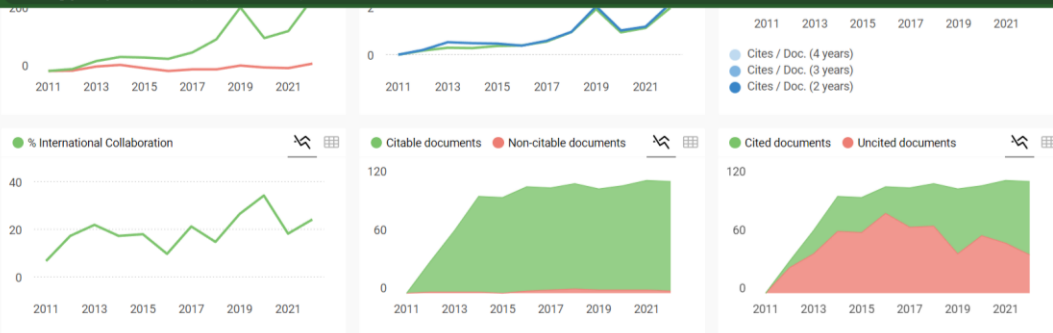 200
0
2011 2013 2015 2017 2019 2021
2
0
2011 2013 2015 2017 2019 2021
2011 2013 2015 2017 2019 2021
Cites / Doc. (4 years)
Cites / Doc. (3 years)
Cites / Doc. (2 years)
% International Collaboration
40
20
0
2011 2013 2015 2017 2019 2021
Citable documents Non-citable documents
120
60
0
2011 2013 2015 2017 2019 2021
Cited documents Uncited documents
120
60
0
2011 2013 2015 2017 2019 2021